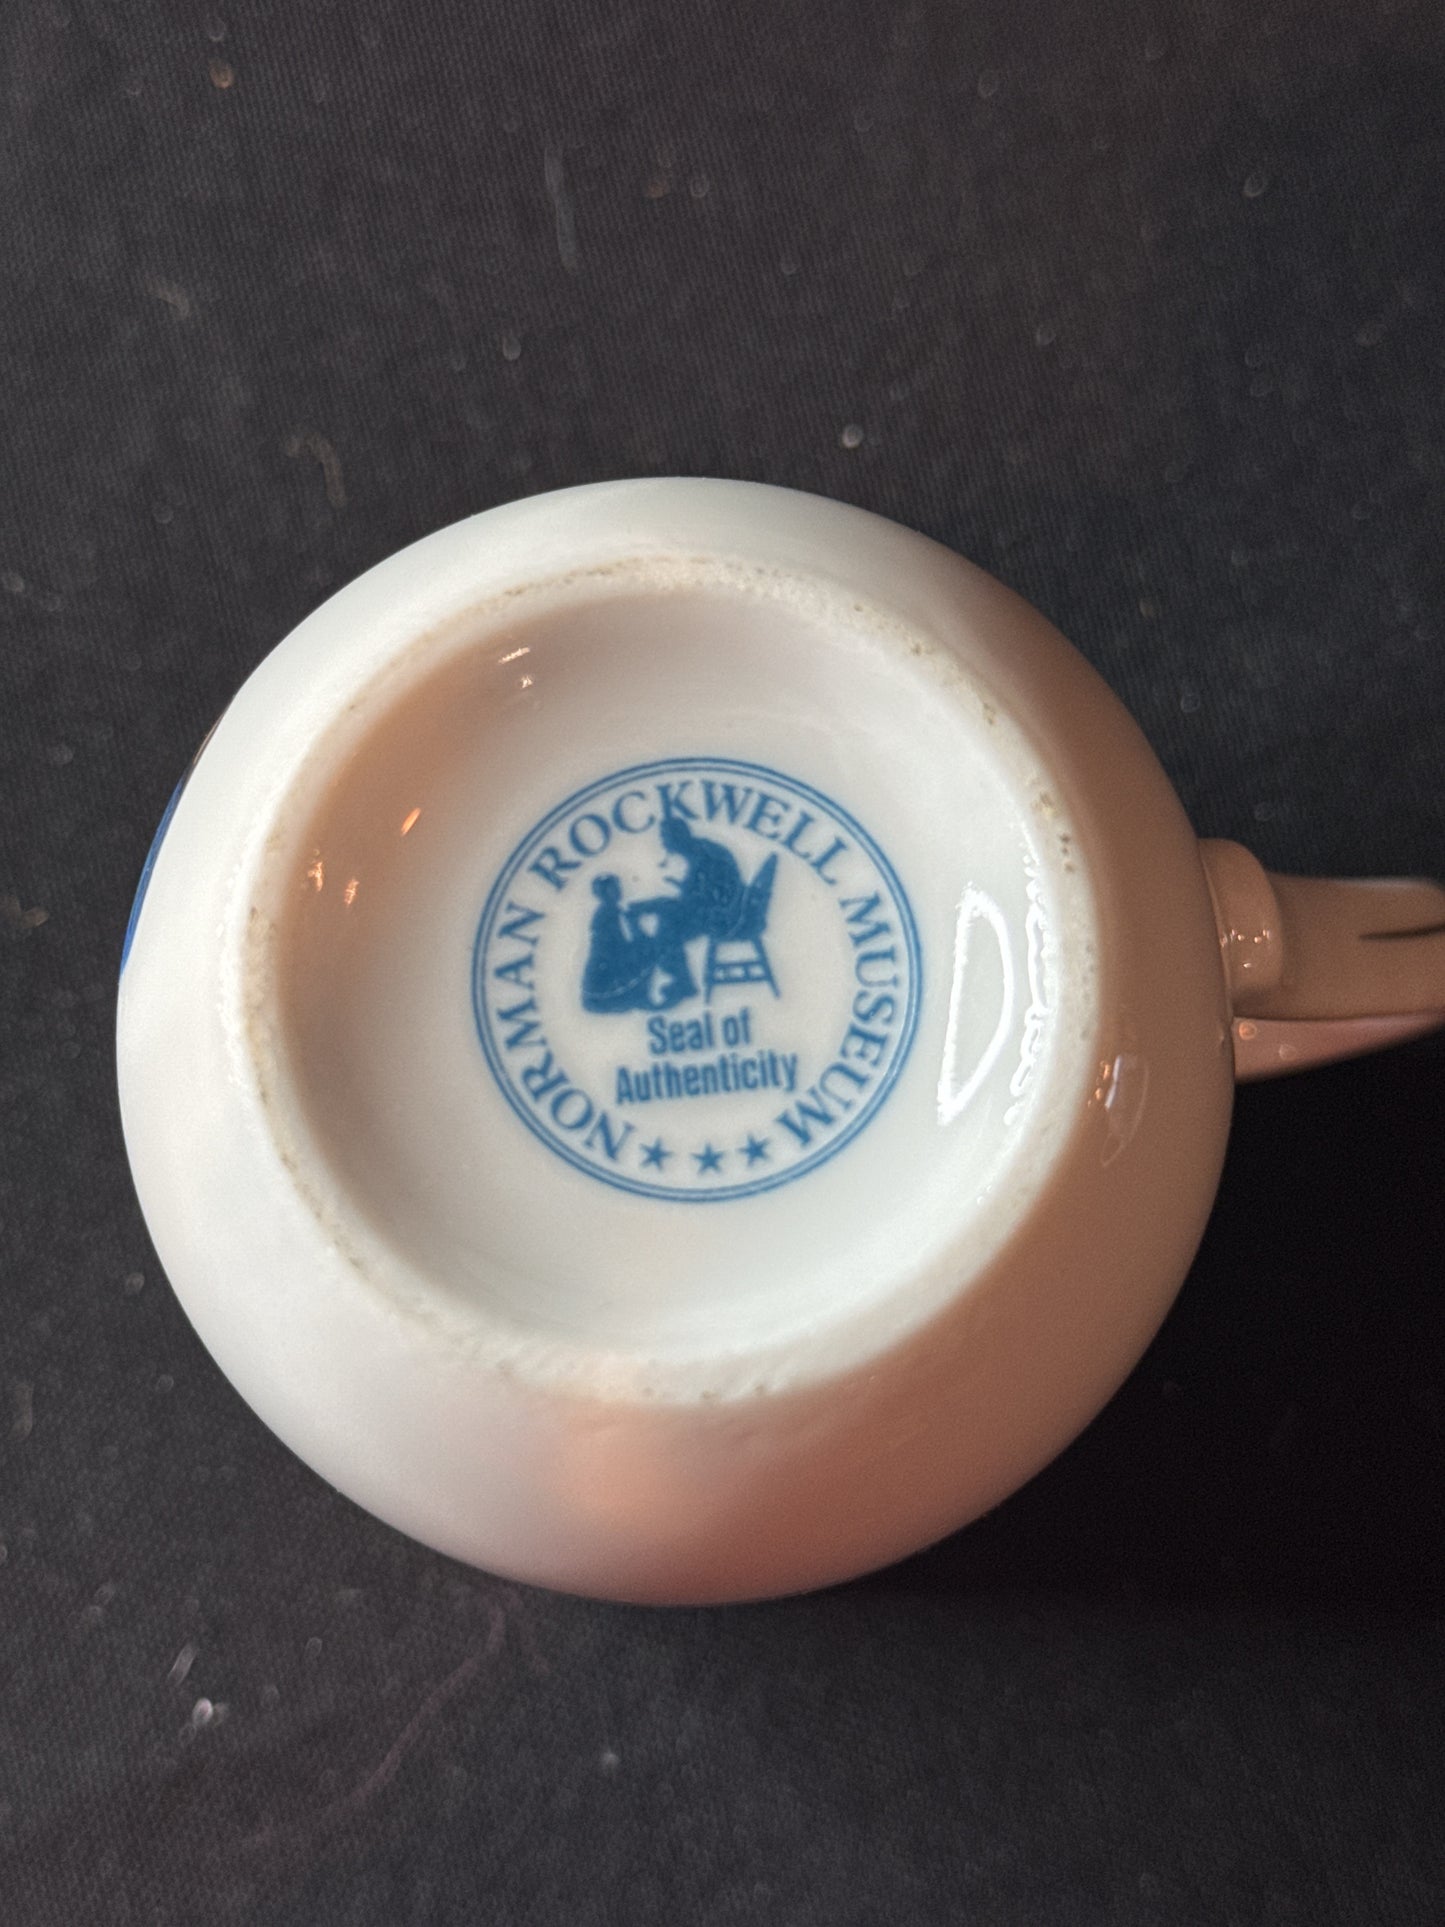 NORMAN ROCKWELL MUSEUM
Seal of
Authenticity